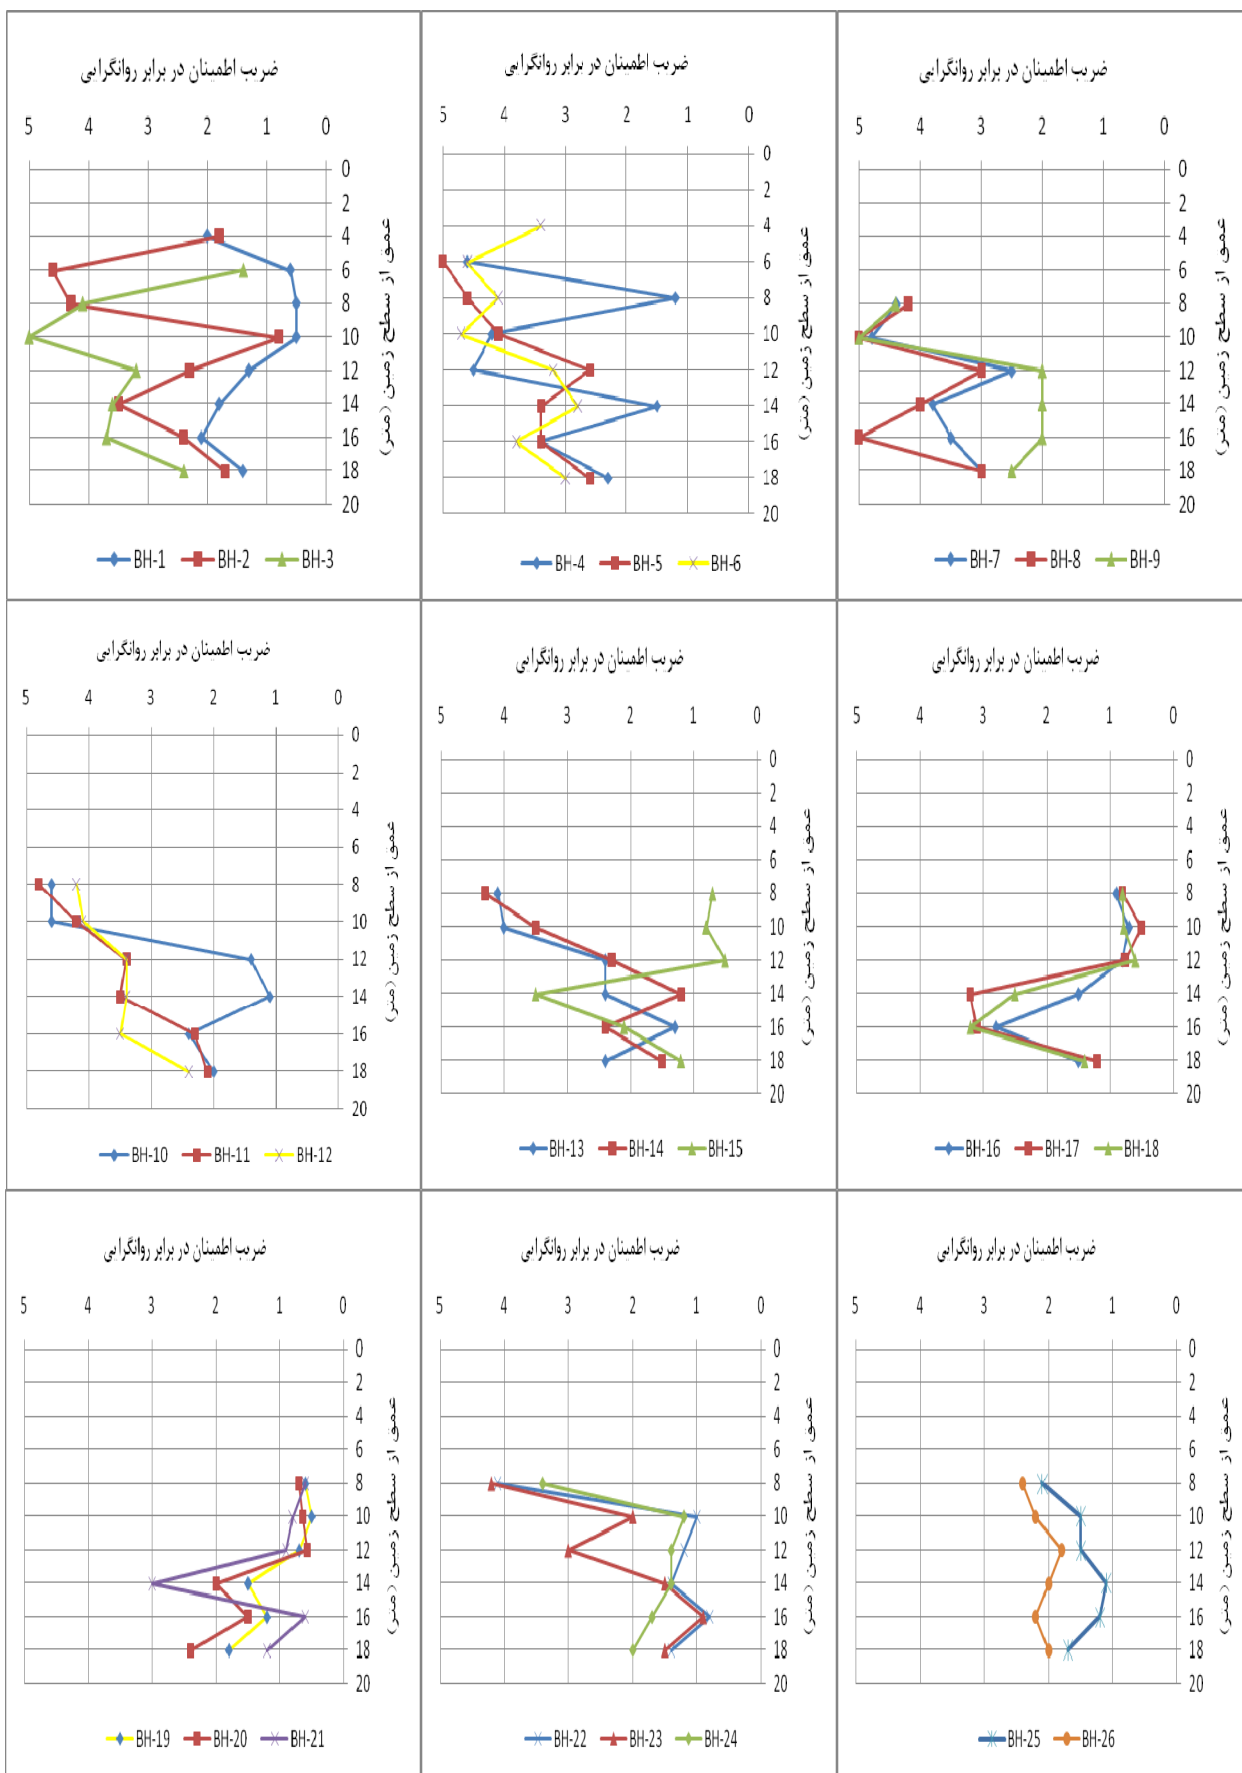 ضریب اطمینان در برابر روانگرایی
5 4 3 2 1 0
0
2
4
6
8
10
12
14
16
18
20
عمق از سطح زمین (متر)
BH-1 BH-2 BH-3
ضریب اطمینان در برابر روانگرایی
5 4 3 2 1 0
0
2
4
6
8
10
12
14
16
18
20
عمق از سطح زمین (متر)
BH-4 BH-5 BH-6
ضریب اطمینان در برابر روانگرایی
5 4 3 2 1 0
0
2
4
6
8
10
12
14
16
18
20
عمق از سطح زمین (متر)
BH-7 BH-8 BH-9
ضریب اطمینان در برابر روانگرایی
5 4 3 2 1 0
0
2
4
6
8
10
12
14
16
18
20
عمق از سطح زمین (متر)
BH-10 BH-11 BH-12
ضریب اطمینان در برابر روانگرایی
5 4 3 2 1 0
0
2
4
6
8
10
12
14
16
18
20
عمق از سطح زمین (متر)
BH-13 BH-14 BH-15
ضریب اطمینان در برابر روانگرایی
5 4 3 2 1 0
0
2
4
6
8
10
12
14
16
18
20
عمق از سطح زمین (متر)
BH-16 BH-17 BH-18
ضریب اطمینان در برابر روانگرایی
5 4 3 2 1 0
0
2
4
6
8
10
12
14
16
18
20
عمق از سطح زمین (متر)
BH-19 BH-20 BH-21
ضریب اطمینان در برابر روانگرایی
5 4 3 2 1 0
0
2
4
6
8
10
12
14
16
18
20
عمق از سطح زمین (متر)
BH-22 BH-23 BH-24
ضریب اطمینان در برابر روانگرایی
5 4 3 2 1 0
0
2
4
6
8
10
12
14
16
18
20
عمق از سطح زمین (متر)
BH-25 BH-26